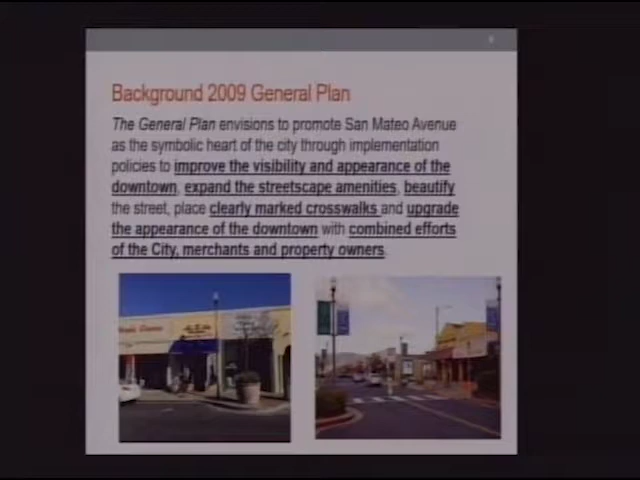 Background 2009 General Plan
The General Plan envisions to promote San Mateo Avenue
as the symbolic heart of the city through implementation
policies to improve the visibility and appearance of the
downtown, expand the streetscape amenities, beautify
the street, place clearly marked crosswalks and upgrade
the appearance of the downtown with combined efforts
of the City, merchants and property owners.